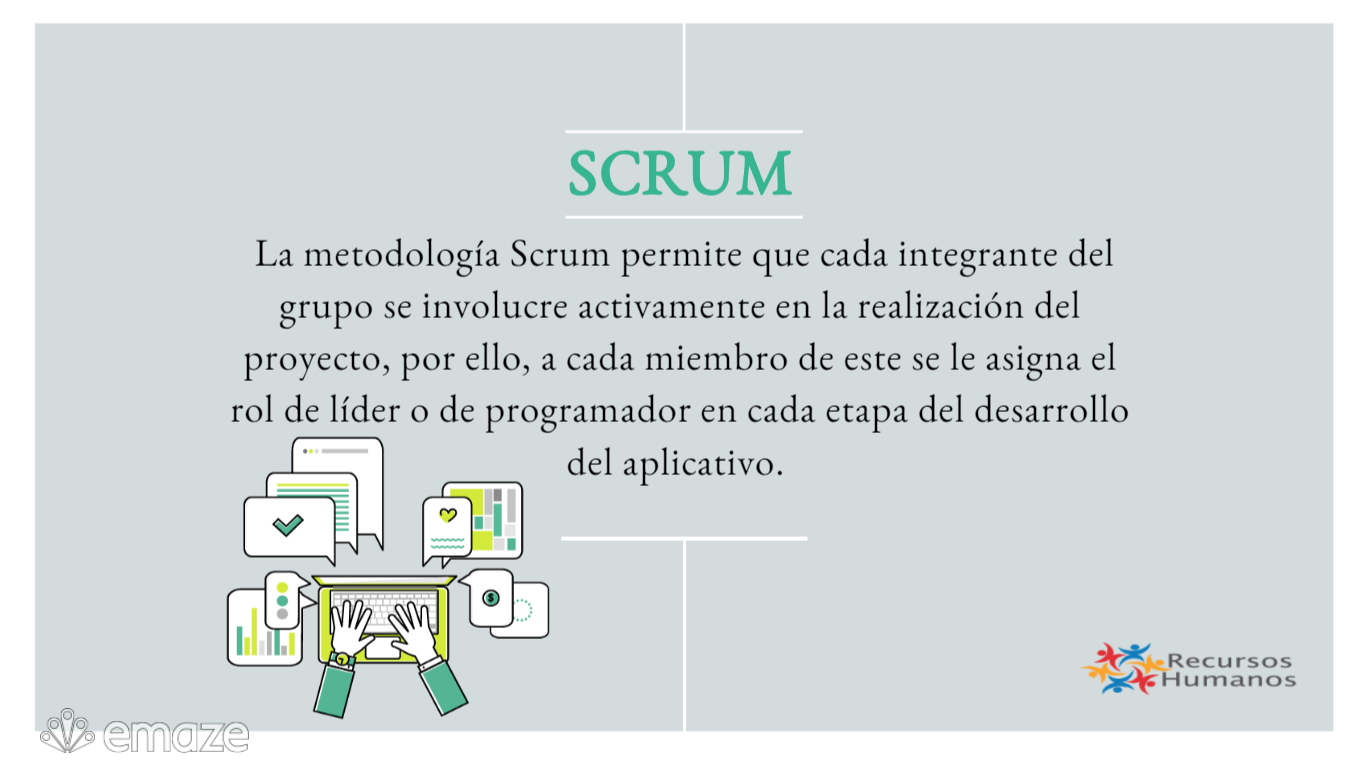 SCRUM
La metodología Scrum permite que cada integrante del
grupo se involucre activamente en la realización del
proyecto, por ello, a cada miembro de este se le asigna el
rol de líder o de programador en cada etapa del desarrollo
del aplicativo.
$
Recursos
Humanos
emaze